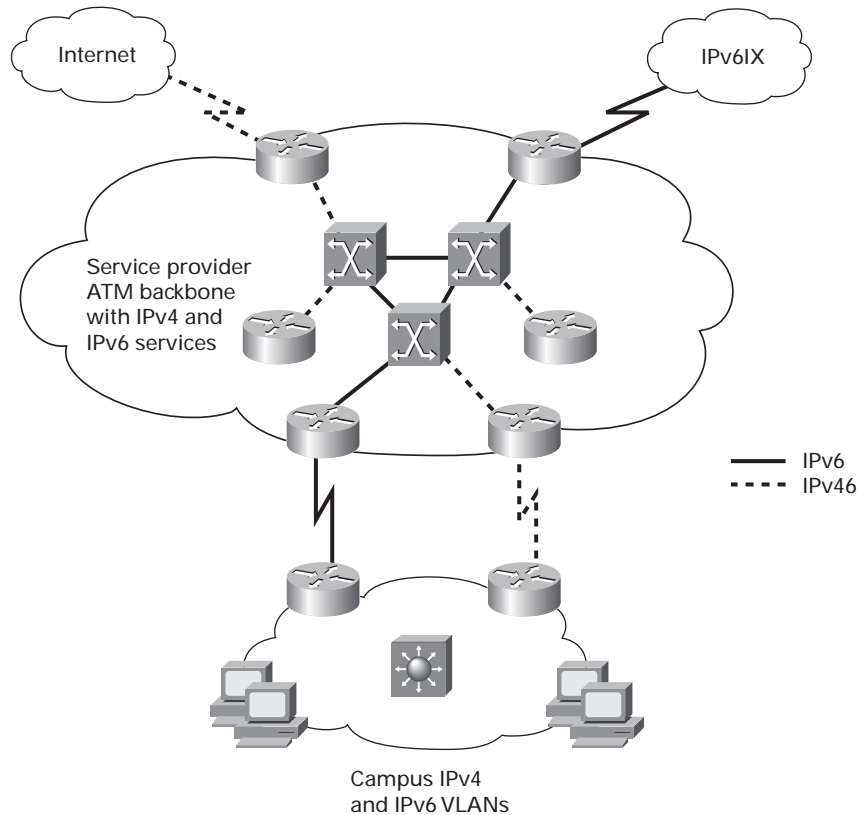 Internet
IPv6IX
Service provider
ATM backbone
with IPv4 and
IPv6 services
IPv6
IPv46
Campus IPv4
and IPv6 VLANs